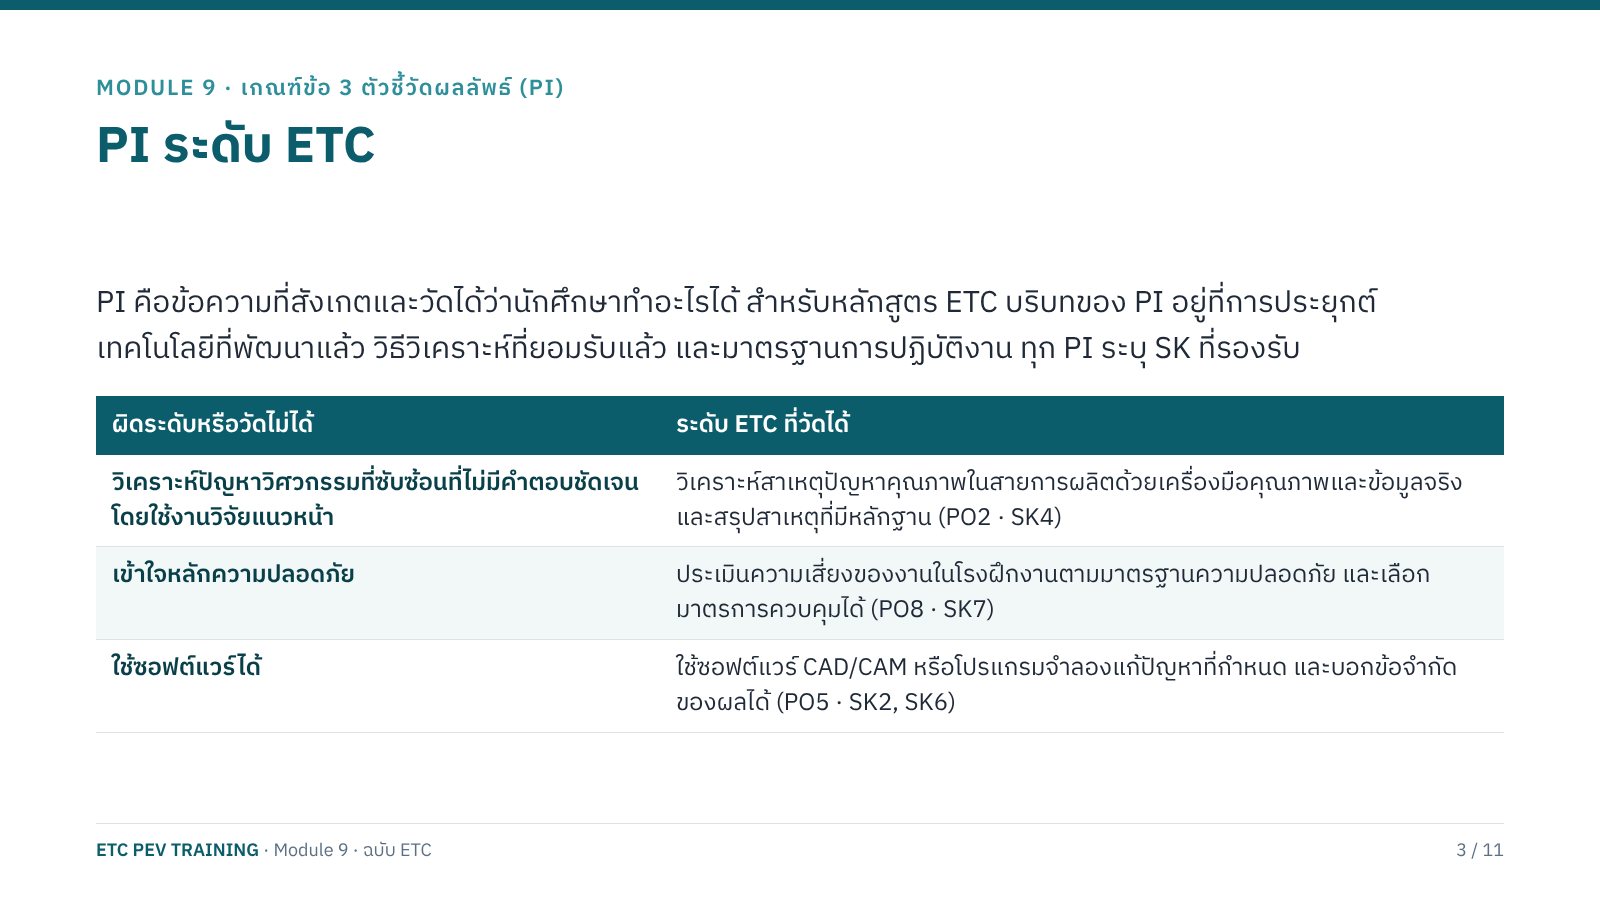 MODULE 9 · เกณฑ์ข้อ 3 ตัวชี้วัดผลลัพธ์ (PI)
PI ระดับ ETC
PI คือข้อความที่สังเกตและวัดได้ว่านักศึกษาทำอะไรได้ สำหรับหลักสูตร ETC บริบทของ PI อยู่ที่การประยุกต์
เทคโนโลยีที่พัฒนาแล้ว วิธีวิเคราะห์ที่ยอมรับแล้ว และมาตรฐานการปฏิบัติงาน ทุก PI ระบุ SK ที่รองรับ
ผิดระดับหรือวัดไม่ได้
ระดับ ETC ที่วัดได้
วิเคราะห์ปัญหาวิศวกรรมที่ซับซ้อนที่ไม่มีคำตอบชัดเจน
โดยใช้งานวิจัยแนวหน้า
วิเคราะห์สาเหตุปัญหาคุณภาพในสายการผลิตด้วยเครื่องมือคุณภาพและข้อมูลจริง
และสรุปสาเหตุที่มีหลักฐาน (PO2 · SK4)
เข้าใจหลักความปลอดภัย
ประเมินความเสี่ยงของงานในโรงฝึกงานตามมาตรฐานความปลอดภัย และเลือก
มาตรการควบคุมได้ (PO8 · SK7)
ใช้ซอฟต์แวร์ได้
ใช้ซอฟต์แวร์ CAD/CAM หรือโปรแกรมจำลองแก้ปัญหาที่กำหนด และบอกข้อจำกัด
ของผลได้ (PO5 · SK2, SK6)
ETC PEV TRAINING · Module 9 · ฉบับ ETC
3 / 11